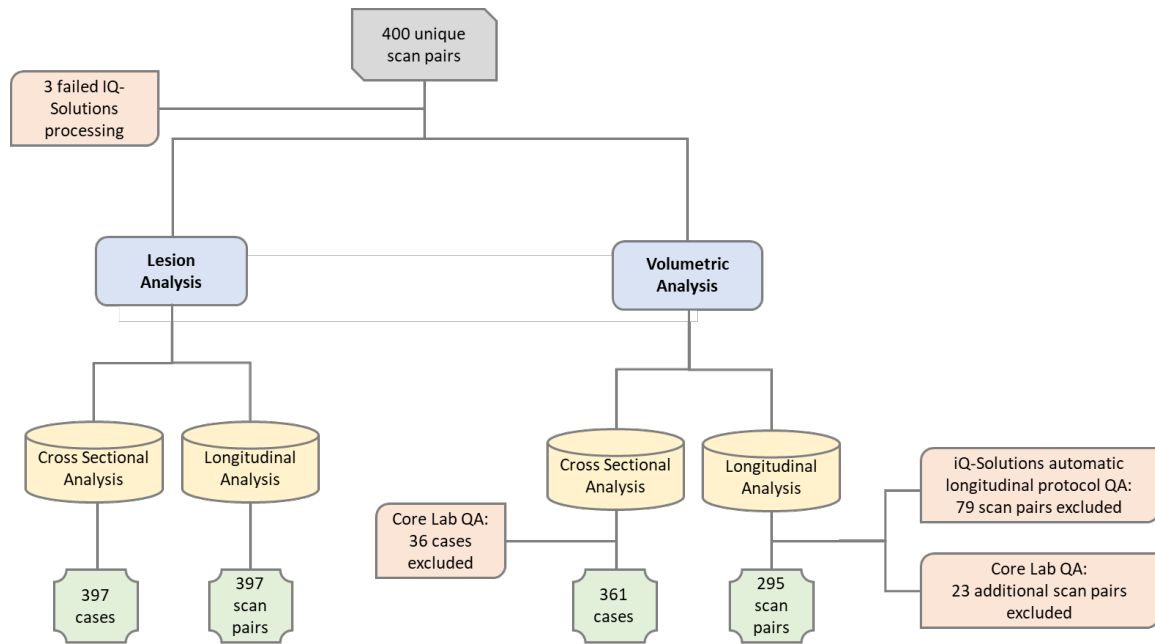 400 unique
scan pairs
3 failed IQ-
Solutions
processing
Lesion
Analysis
Volumetric
Analysis
Cross Sectional
Analysis
Longitudinal
Analysis
Cross Sectional
Analysis
Longitudinal
Analysis
iQ-Solutions automatic
longitudinal protocol QA:
79 scan pairs excluded
Core Lab QA:
36 cases
excluded
Core Lab QA:
23 additional scan pairs
excluded
397
cases
397
scan
pairs
361 cases
295
scan
pairs